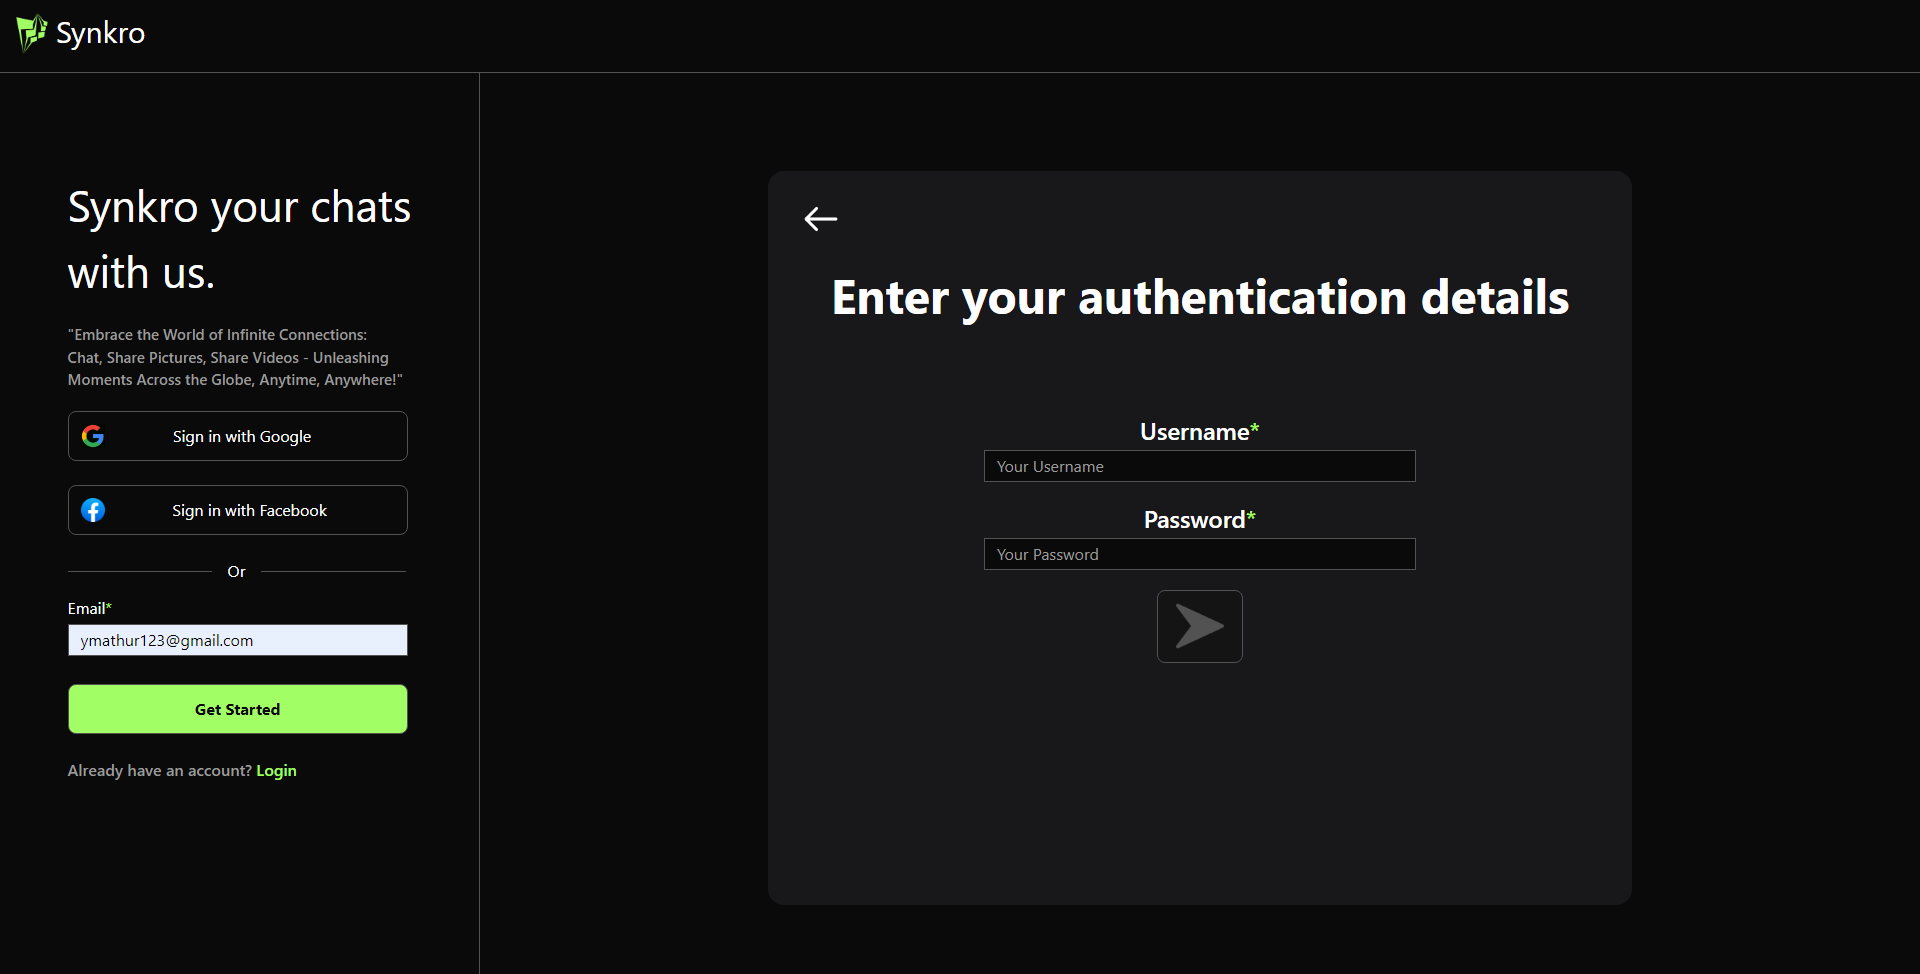 Synkro
Synkro your chats
with us.
"Embrace the World of Infinite Connections:
Chat, Share Pictures, Share Videos - Unleashing
Moments Across the Globe, Anytime, Anywhere!"
Sign in with Google
Sign in with Facebook
Or
Email*
ymathur123@gmail.com
Get Started
Already have an account? Login
Enter your authentication details
Username*
Your Username
Password*
Your Password